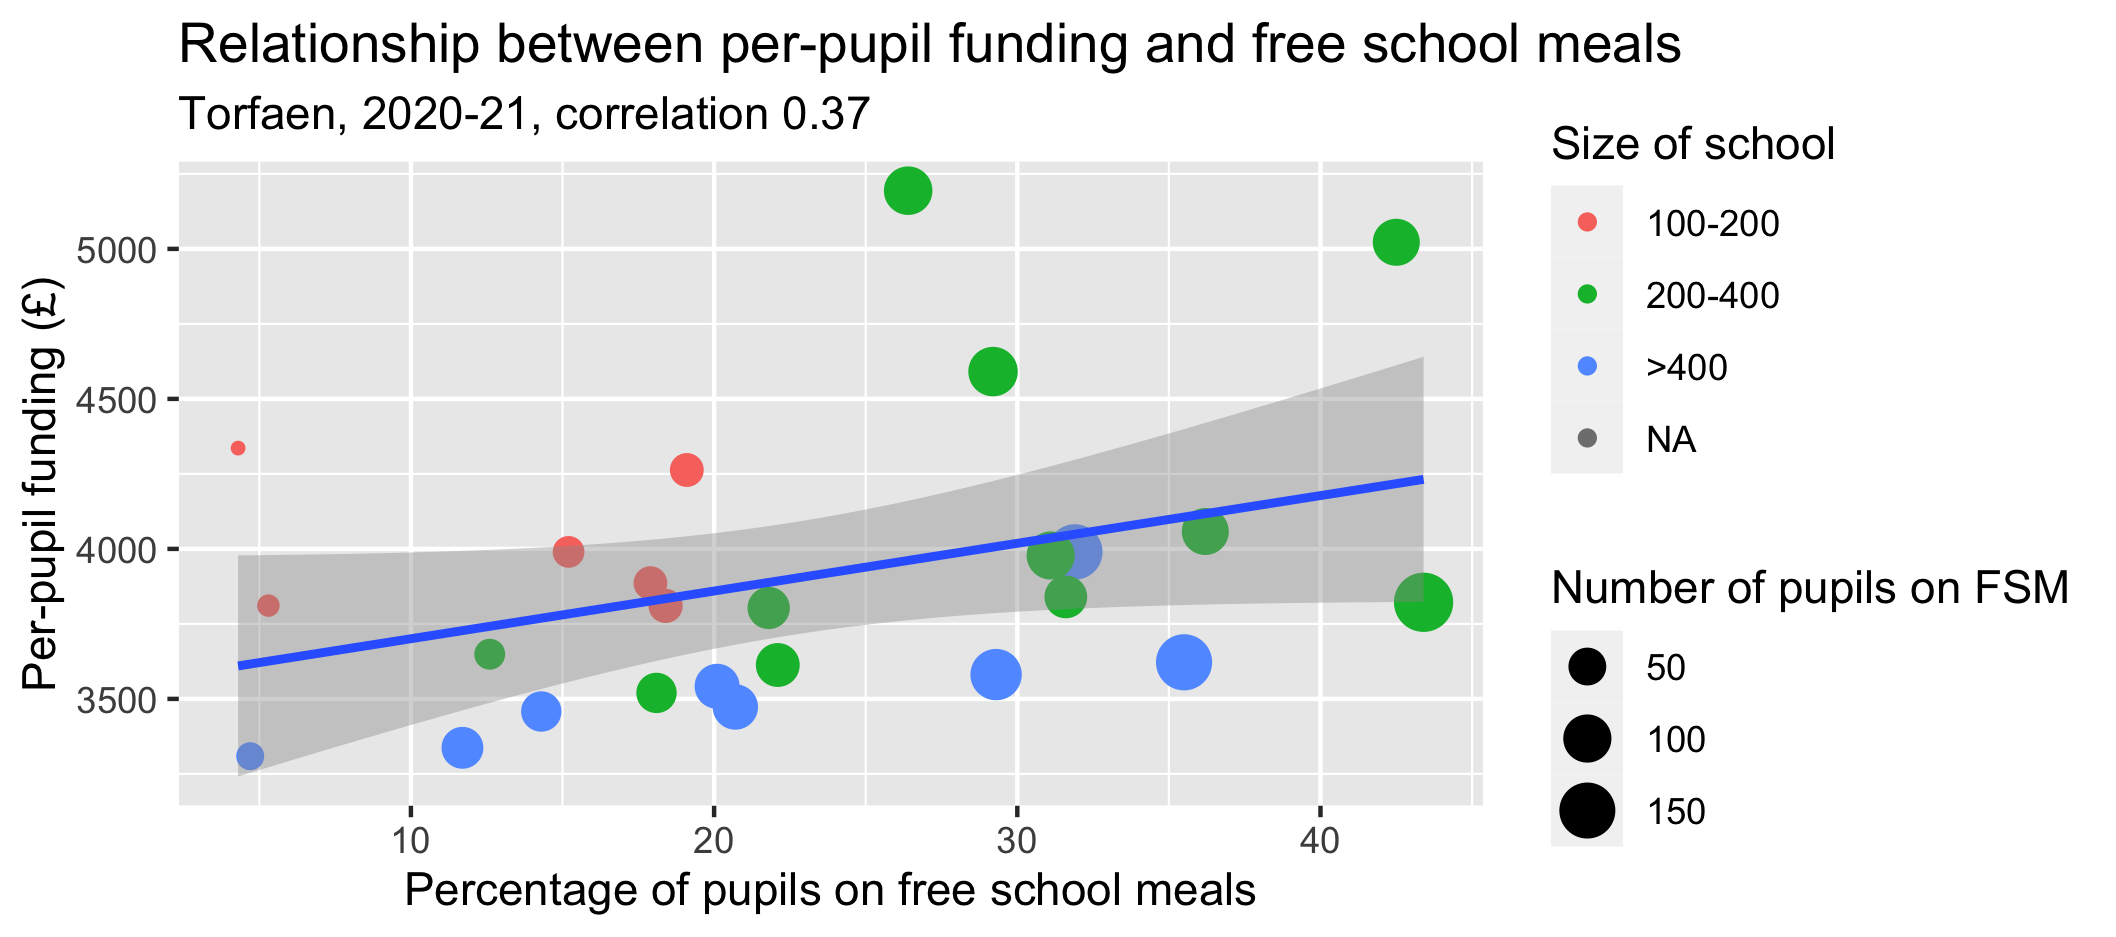 Relationship between per-pupil funding and free school meals
Torfaen, 2020-21, correlation 0.37
Per-pupil funding (£)
5000
4500
4000
3500
10
20
30
40
Percentage of pupils on free school meals
Size of school
100-200
200-400
>400
NA
Number of pupils on FSM
50
100
150